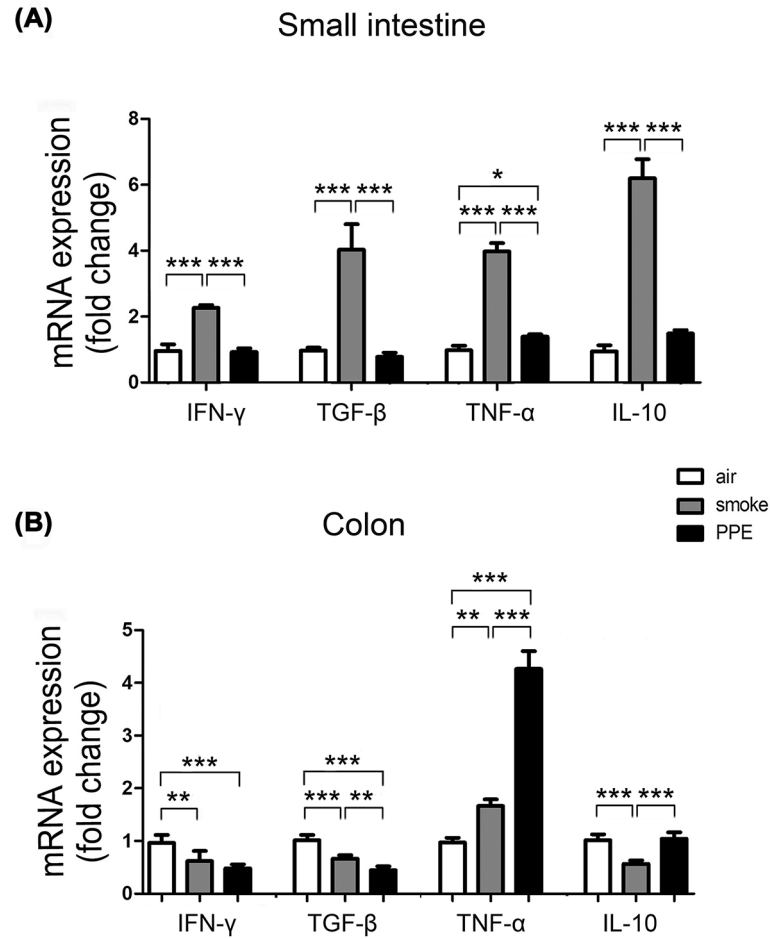 (A)
Small intestine
mRNA expression
(fold change)
8
6
4
2
0
*** ***
*** ***
*
*** ***
*** ***
IFN-γ TGF-β TNF-α IL-10
air
smoke
PPE
(B)
Colon
mRNA expression
(fold change)
5
4
3
2
1
0
***
**
***
*** **
***
** ***
*** ***
IFN-γ TGF-β TNF-α IL-10